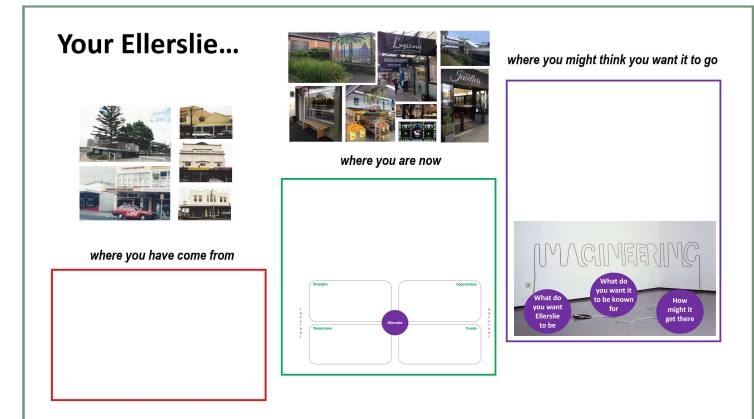 Your Ellerslie...
where you have come from
where you are now
Strengths
Opportunities
Weaknesses
Threats
Ellerslie
where you might think you want it to go
IMAGINEERING
What do
you want
Ellerslie
to be
What do
you want it
to be known
for
How
might it
get there
Luscious
Jewellers